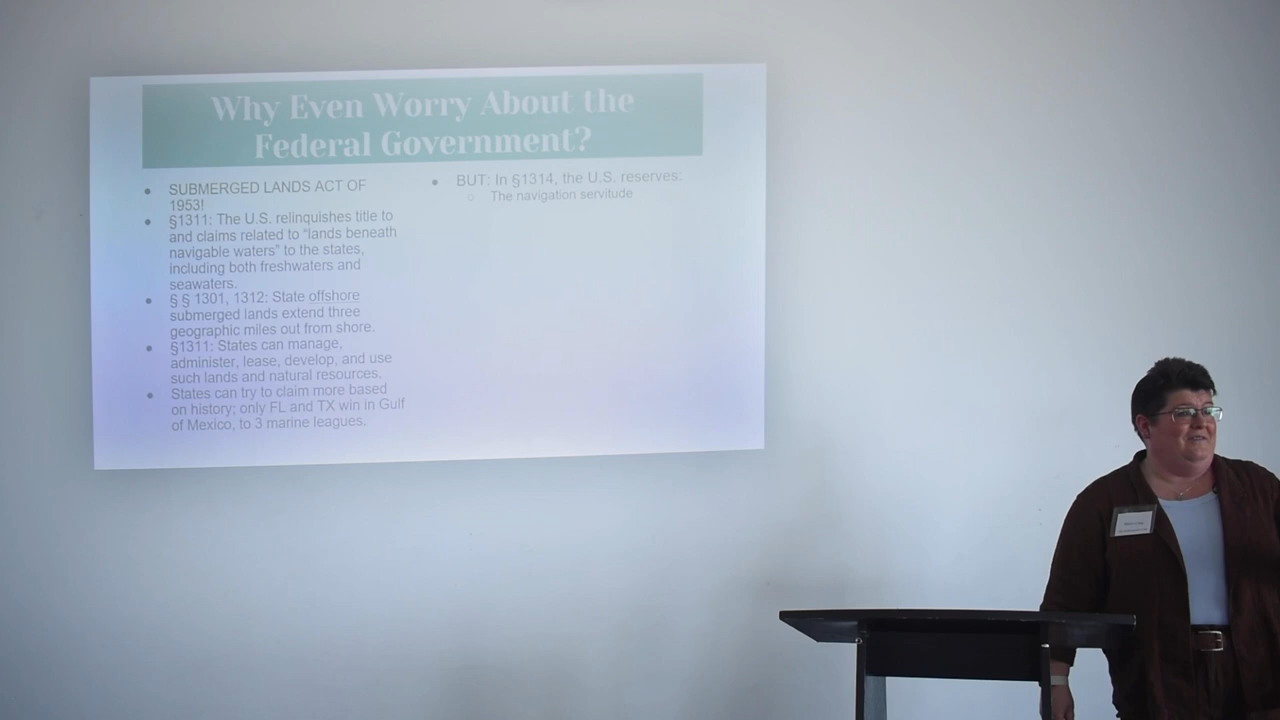 Why Even Worry About the
Federal Government?
● SUBMERGED LANDS ACT OF
1953!
● §1311: The U.S. relinquishes title to
and claims related to “lands beneath
navigable waters” to the states,
including both freshwaters and
seawaters.
● § § 1301, 1312: State offshore
submerged lands extend three
geographic miles out from shore.
● §1311: States can manage,
administer, lease, develop, and use
such lands and natural resources.
● States can try to claim more based
on history; only FL and TX win in Gulf
of Mexico, to 3 marine leagues.
● BUT: In §1314, the U.S. reserves:
○ The navigation servitude